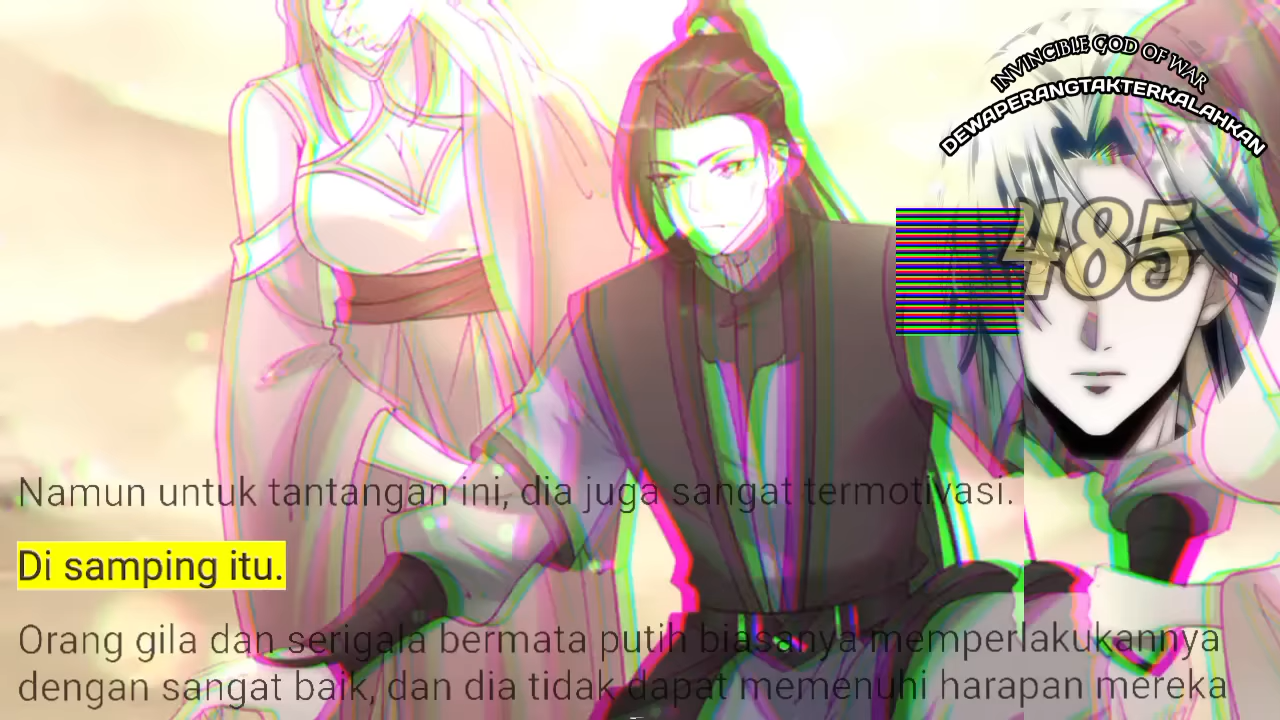 INVINCIBLE GOD OF WAR
DEWAPERANGTAKTERKALAHKAN
485
Namun untuk tantangan ini, dia juga sangat termotivasi.
Di samping itu.
Orang gila dan serigala bermata putih biasanya memperlakukannya
dengan sangat baik, dan dia tidak dapat memenuhi harapan mereka